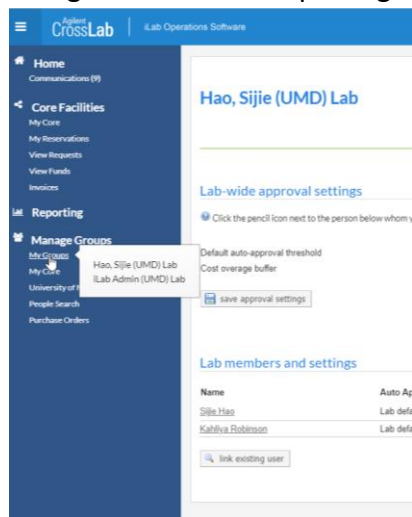 Agilent
CrossLab
iLab Operations Software
Home
Communications (9)
Core Facilities
My Core
My Reservations
View Requests
View Funds
Invoices
Reporting
Manage Groups
My Groups
Hao, Sijie (UMD) Lab
My Core
iLab Admin (UMD) Lab
University of
People Search
Purchase Orders
Hao, Sijie (UMD) Lab
Lab-wide approval settings
Click the pencil icon next to the person below whom y
Default auto-approval threshold
Cost overage buffer
save approval settings
Lab members and settings
Name Auto Ap
Sijie Hao Lab defa
Kahliya Robinson Lab defa
link existing user